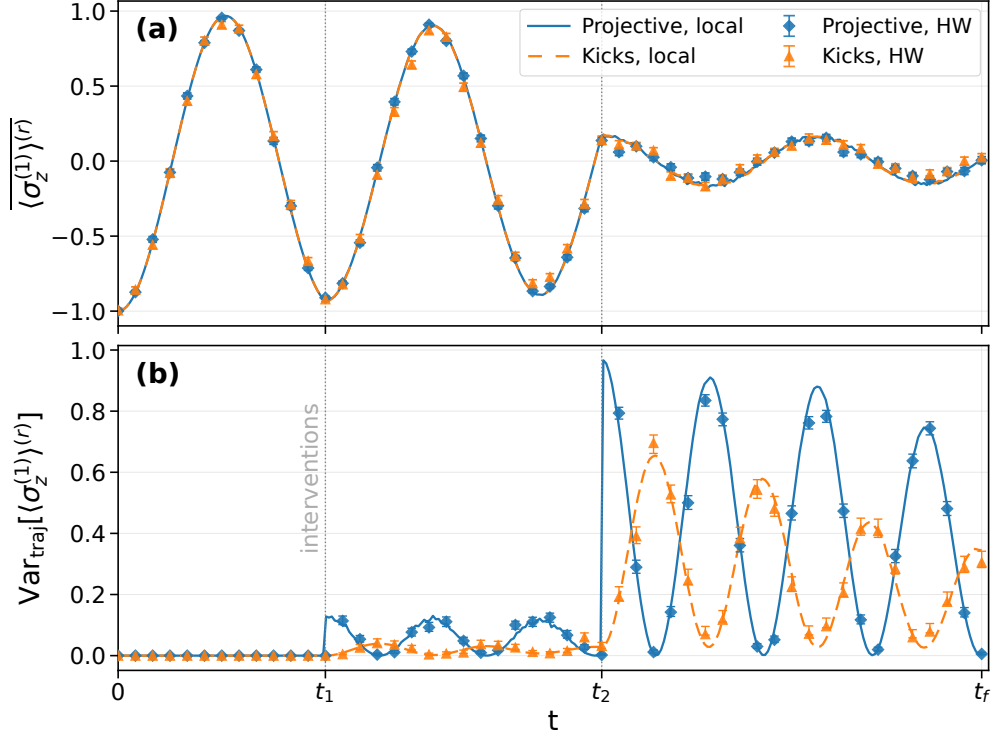 (a)
Projective, local
Kicks, local
Projective, HW
Kicks, HW
1.0
0.5
0.0
−0.5
−1.0
⟨σ_z^(1)⟩^(r)
(b)
interventions
1.0
0.8
0.6
0.4
0.2
0.0
Var_traj[⟨σ_z^(1)⟩^(r)]
0
t_1
t_2
t_f
t